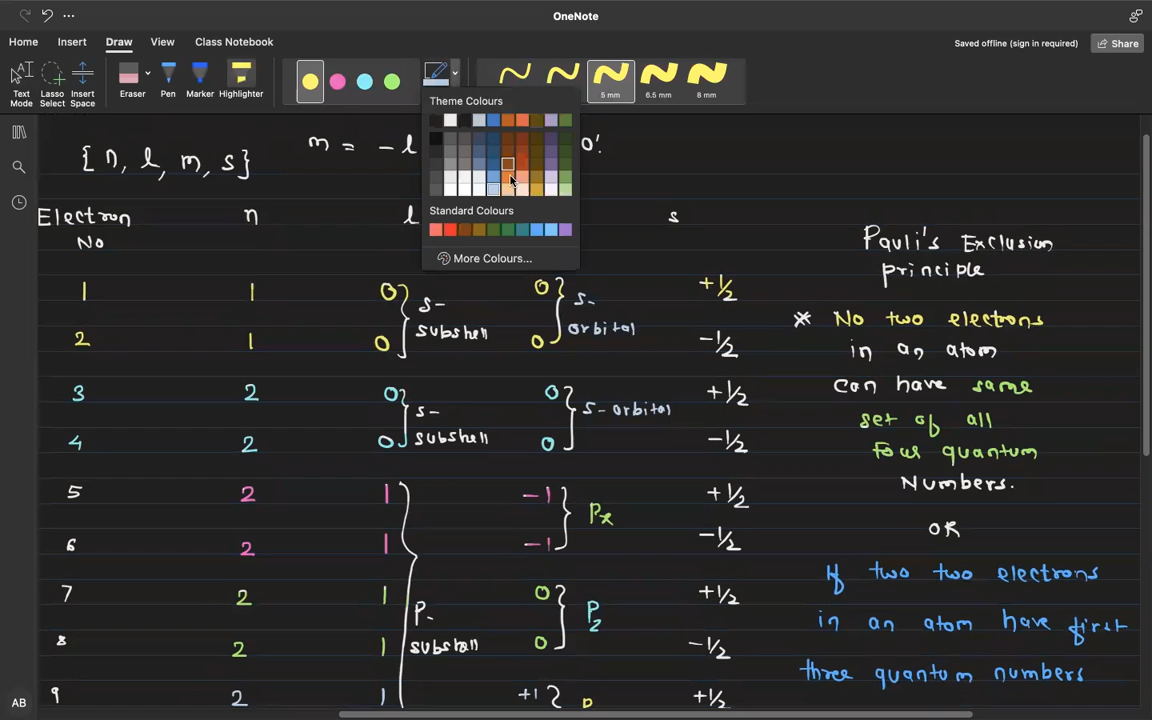 OneNote
Home Insert Draw View Class Notebook
Saved offline (sign in required) Share
Text Mode
Lasso Select
Insert Space
Eraser
Pen
Marker
Highlighter
5 mm
6.5 mm
8 mm
Theme Colours
Standard Colours
More Colours...
[n, l, m, s]
m = -l
0'.
Electron No n l s
1 1 0 0 +1/2
s-subshell
s-orbital
2 1 0 0 -1/2
3 2 0 0 +1/2
s-subshell
s-orbital
4 2 0 0 -1/2
5 2 1 -1 +1/2
Px
6 2 1 -1 -1/2
7 2 1 0 +1/2
P-subshell
Pz
8 2 1 0 -1/2
9 2 1 +1 +1/2
Pauli's Exclusion
principle
* No two electrons
in an atom
can have same
set of all
four quantum
Numbers.
OR
If two two electrons
in an atom have first
three quantum numbers
AB